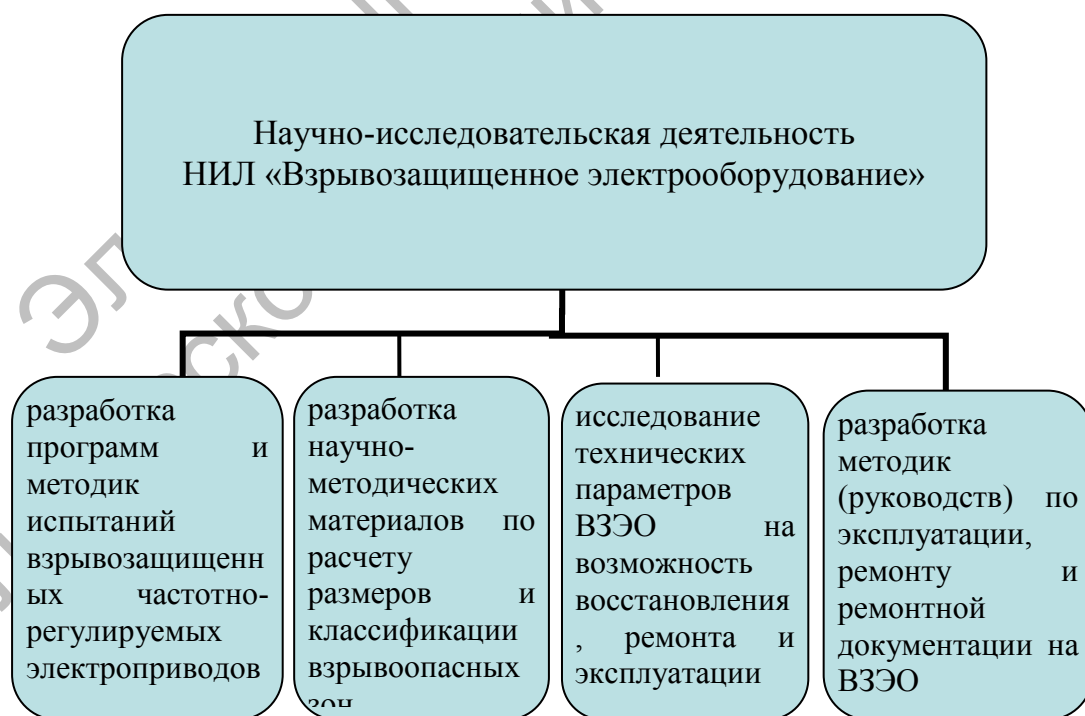 Научно-исследовательская деятельность
НИЛ «Взрывозащищенное электрооборудование»
разработка
программ и
методик
испытаний
взрывозащищенн
ых частотно-
регулируемых
электроприводов
разработка
научно-
методических
материалов по
расчету
размеров и
классификации
взрывоопасных
зон
исследование
технических
параметров
ВЗЭО на
возможность
восстановления
, ремонта и
эксплуатации
разработка
методик
(руководств) по
эксплуатации,
ремонту и
ремонтной
документации на
ВЗЭО